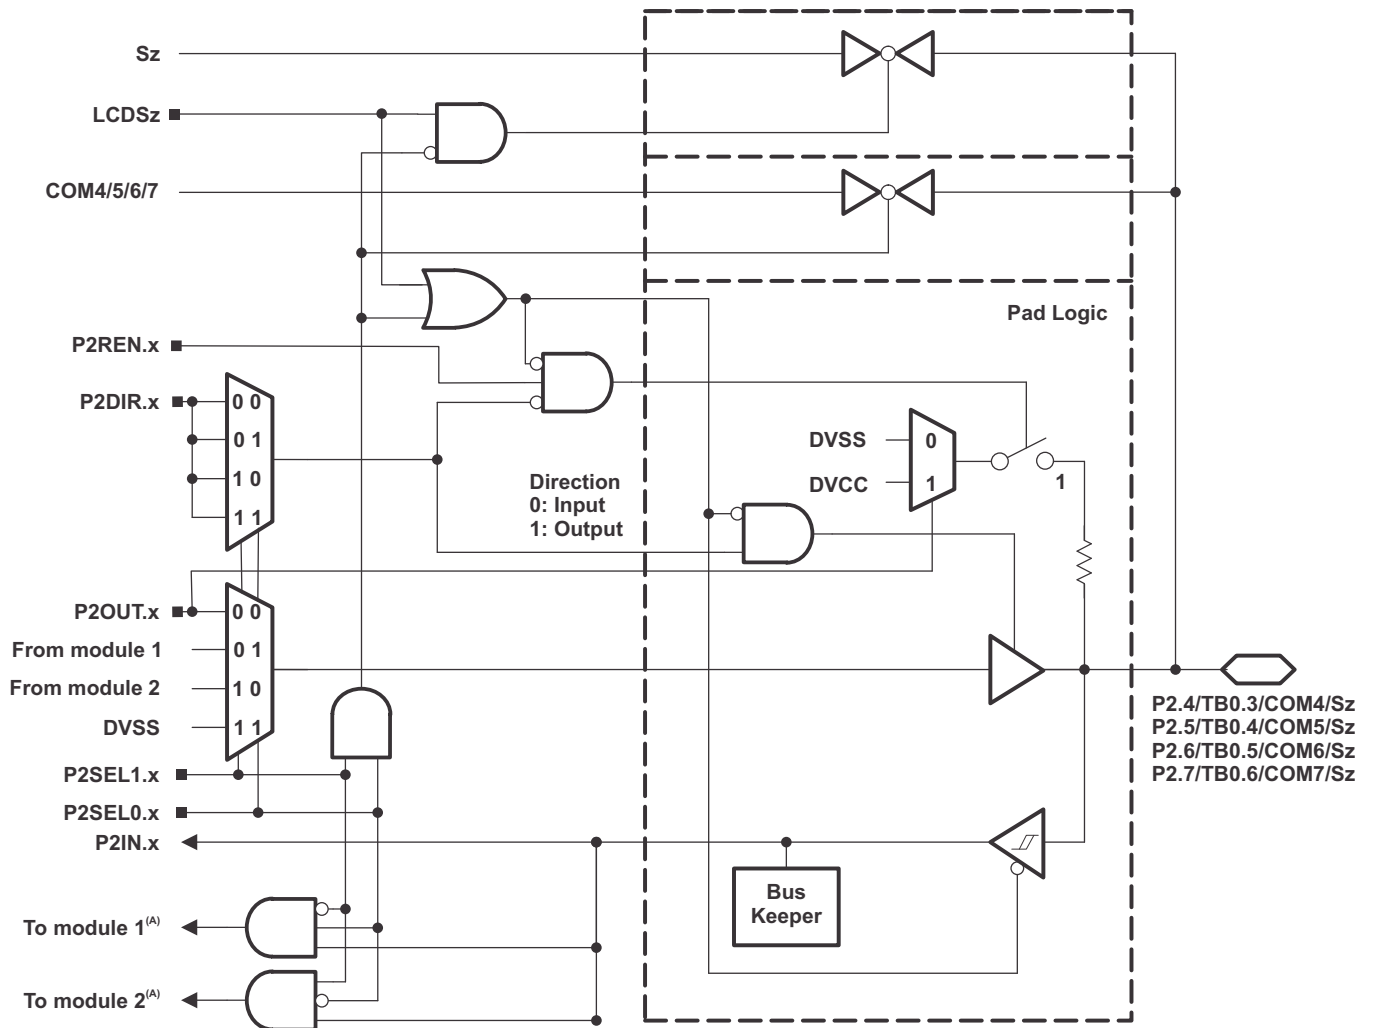 Sz
LCDSz
COM4/5/6/7
Pad Logic
P2REN.x
P2DIR.x
0 0
0 1
1 0
1 1
DVSS
DVCC
0
1
1
Direction
0: Input
1: Output
P2OUT.x
From module 1
From module 2
DVSS
0 0
0 1
1 0
1 1
P2.4/TB0.3/COM4/Sz
P2.5/TB0.4/COM5/Sz
P2.6/TB0.5/COM6/Sz
P2.7/TB0.6/COM7/Sz
P2SEL1.x
P2SEL0.x
P2IN.x
Bus
Keeper
To module 1(A)
To module 2(A)